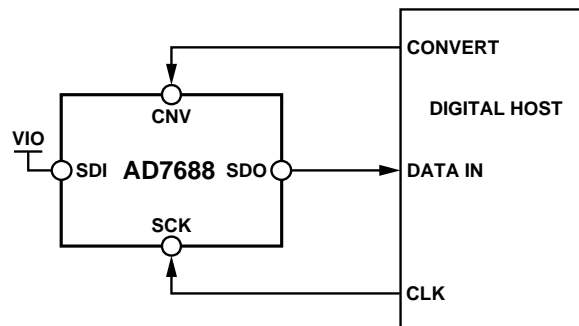 CONVERT
CNV
DIGITAL HOST
VIO
SDI
AD7688
SDO
DATA IN
SCK
CLK